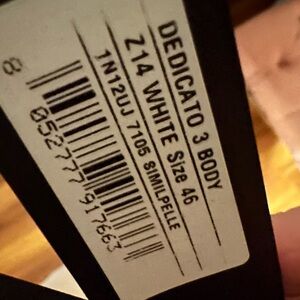 DEDICATO 3 BODY
Z14 WHITE Size 46
1N12UJ 7105 SIMILPELLE
8 052777 917663